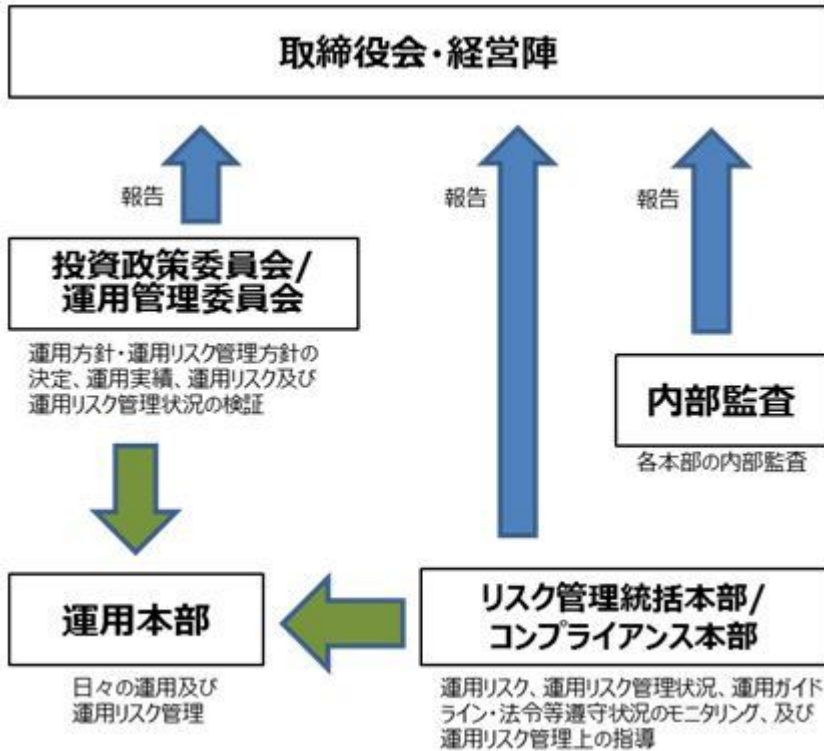 取締役会・経営陣
報告
報告
報告
投資政策委員会/
運用管理委員会
運用方針・運用リスク管理方針の
決定、運用実績、運用リスク及び
運用リスク管理状況の検証
内部監査
各本部の内部監査
運用本部
日々の運用及び
運用リスク管理
リスク管理統括本部/
コンプライアンス本部
運用リスク、運用リスク管理状況、運用ガイド
ライン・法令等遵守状況のモニタリング、及び
運用リスク管理上の指導